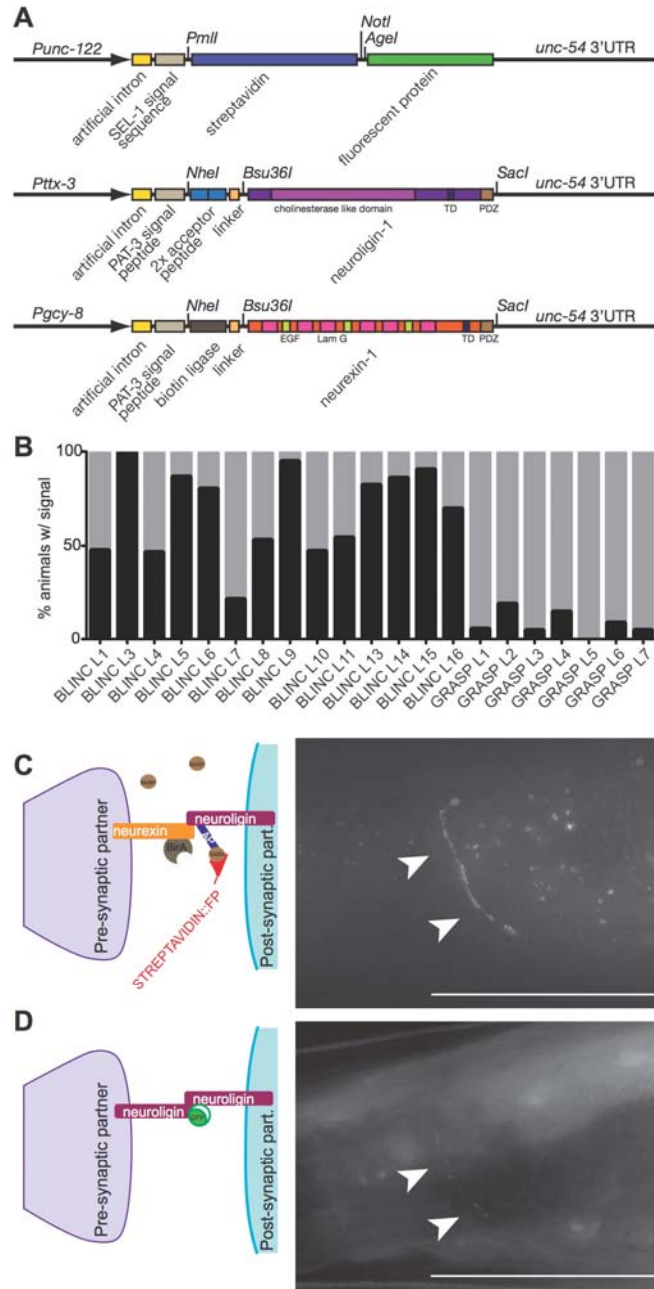 A
Punc-122
PmlI
NotI
AgeI
unc-54 3'UTR
artificial intron
SEL-1 signal
sequence
streptavidin
fluorescent protein
Pttx-3
NheI
Bsu36I
SacI
unc-54 3'UTR
cholinesterase like domain
TD
PDZ
artificial intron
PAT-3 signal
peptide
2x acceptor
peptide
linker
neuroligin-1
Pgcy-8
NheI
Bsu36I
SacI
unc-54 3'UTR
EGF
Lam G
TD
PDZ
artificial intron
PAT-3 signal
peptide
biotin ligase
linker
neurexin-1
B
% animals w/ signal
100
50
0
BLINC L1
BLINC L3
BLINC L4
BLINC L5
BLINC L6
BLINC L7
BLINC L8
BLINC L9
BLINC L10
BLINC L11
BLINC L13
BLINC L14
BLINC L15
BLINC L16
GRASP L1
GRASP L2
GRASP L3
GRASP L4
GRASP L5
GRASP L6
GRASP L7
C
Pre-synaptic partner
neurexin
neuroligin
BirA
AP
STREPTAVIDIN::FP
Post-synaptic part.
D
Pre-synaptic partner
neuroligin
neuroligin
GFP
Post-synaptic part.